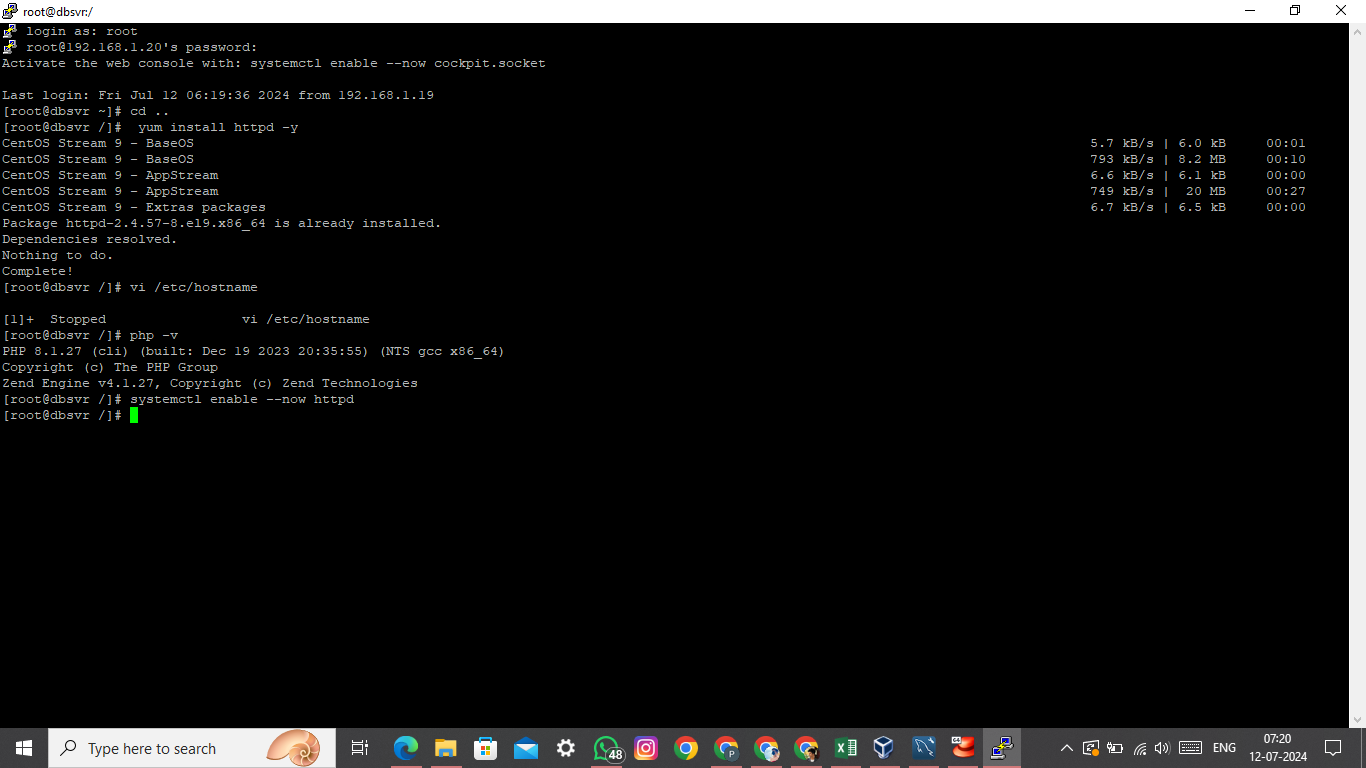 root@dbsvr:/
login as: root
root@192.168.1.20's password:
Activate the web console with: systemctl enable --now cockpit.socket
Last login: Fri Jul 12 06:19:36 2024 from 192.168.1.19
[root@dbsvr ~]# cd ..
[root@dbsvr /]#  yum install httpd -y
CentOS Stream 9 - BaseOS 5.7 kB/s | 6.0 kB 00:01
CentOS Stream 9 - BaseOS 793 kB/s | 8.2 MB 00:10
CentOS Stream 9 - AppStream 6.6 kB/s | 6.1 kB 00:00
CentOS Stream 9 - AppStream 749 kB/s |  20 MB 00:27
CentOS Stream 9 - Extras packages 6.7 kB/s | 6.5 kB 00:00
Package httpd-2.4.57-8.el9.x86_64 is already installed.
Dependencies resolved.
Nothing to do.
Complete!
[root@dbsvr /]# vi /etc/hostname
[1]+  Stopped                 vi /etc/hostname
[root@dbsvr /]# php -v
PHP 8.1.27 (cli) (built: Dec 19 2023 20:35:55) (NTS gcc x86_64)
Copyright (c) The PHP Group
Zend Engine v4.1.27, Copyright (c) Zend Technologies
[root@dbsvr /]# systemctl enable --now httpd
[root@dbsvr /]#
Type here to search
48
P
64
ENG
07:20
12-07-2024